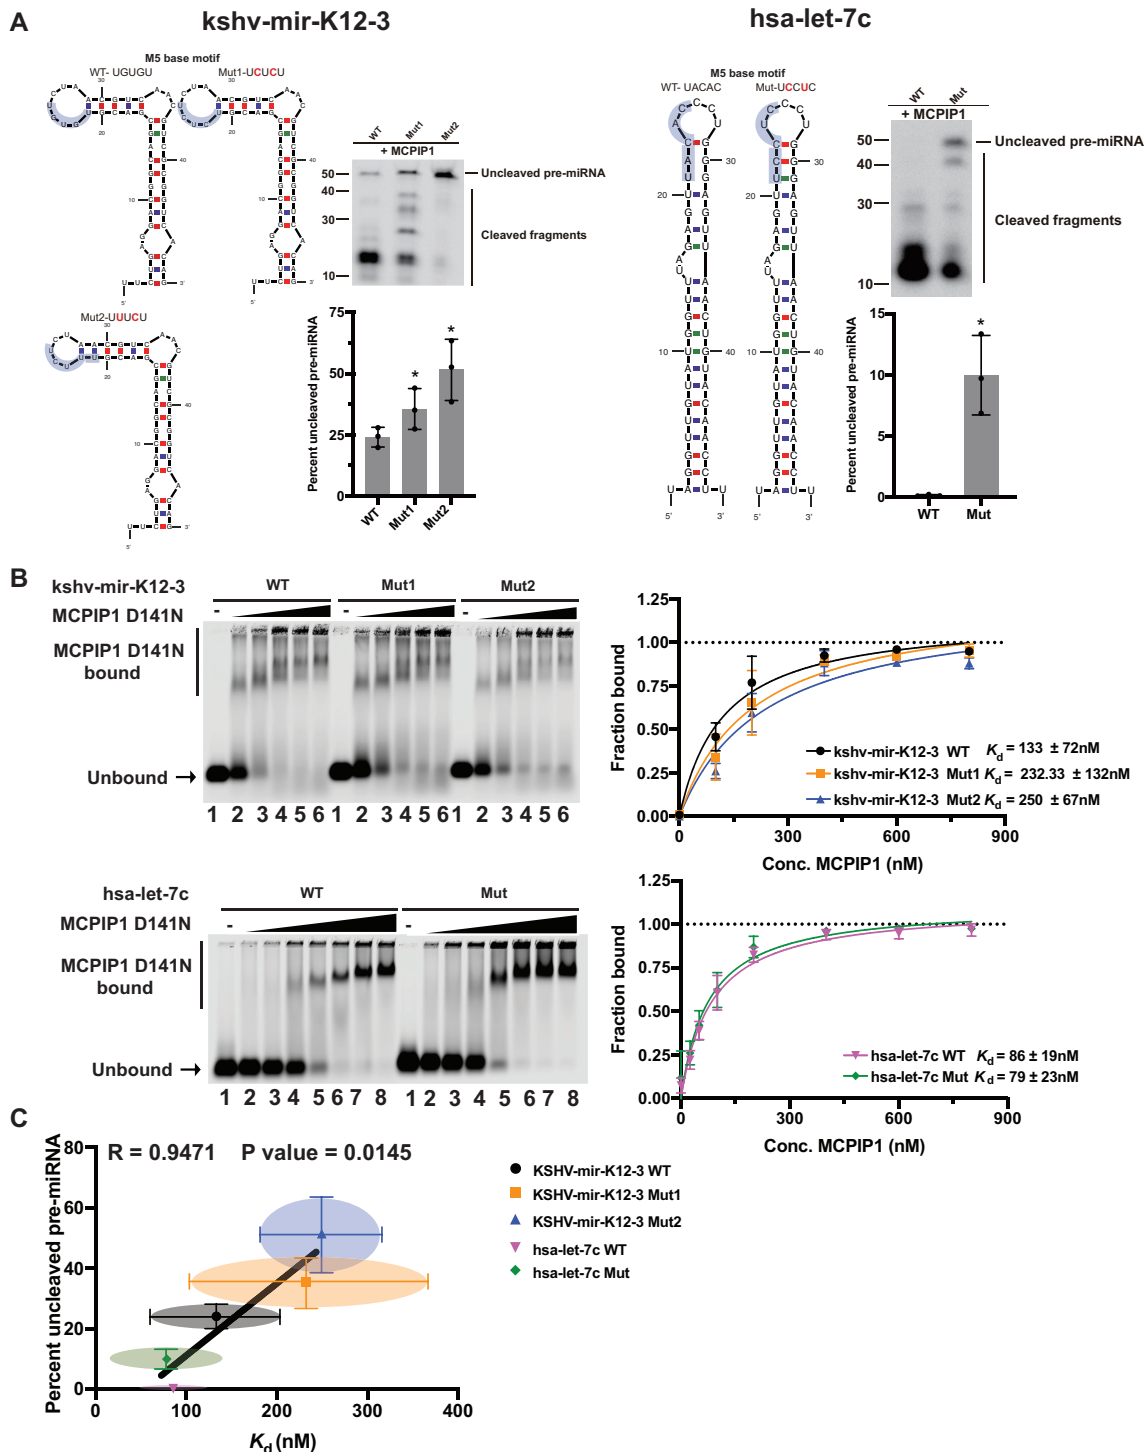 A
kshv-mir-K12-3
hsa-let-7c
M5 base motif
WT- UGUGU
Mut1-UCUCU
Mut2-UUUCU
+ MCPIP1
WT
Mut1
Mut2
50
40
30
10
Uncleaved pre-miRNA
Cleaved fragments
Percent uncleaved pre-miRNA
75
50
25
0
*
*
WT
Mut1
Mut2
M5 base motif
WT- UACAC
Mut-UCCUC
WT
Mut
+ MCPIP1
50
40
30
10
Uncleaved pre-miRNA
Cleaved fragments
Percent uncleaved pre-miRNA
15
10
5
0
*
WT
Mut
5'
3'
B
kshv-mir-K12-3
WT
Mut1
Mut2
MCPIP1 D141N
-
-
-
MCPIP1 D141N
bound
Unbound →
1 2 3 4 5 6 1 2 3 4 5 6 1 2 3 4 5 6
Fraction bound
1.25
1.00
0.75
0.50
0.25
0.00
0 300 600 900
Conc. MCPIP1 (nM)
kshv-mir-K12-3 WT Kd = 133 ± 72nM
kshv-mir-K12-3 Mut1 Kd = 232.33 ± 132nM
kshv-mir-K12-3 Mut2 Kd = 250 ± 67nM
hsa-let-7c
WT
Mut
MCPIP1 D141N
-
-
MCPIP1 D141N
bound
Unbound →
1 2 3 4 5 6 7 8 1 2 3 4 5 6 7 8
Fraction bound
1.25
1.00
0.75
0.50
0.25
0.00
0 300 600 900
Conc. MCPIP1 (nM)
hsa-let-7c WT Kd = 86 ± 19nM
hsa-let-7c Mut Kd = 79 ± 23nM
C
R = 0.9471 P value = 0.0145
Percent uncleaved pre-miRNA
80
60
40
20
0
0 100 200 300 400
Kd (nM)
KSHV-mir-K12-3 WT
KSHV-mir-K12-3 Mut1
KSHV-mir-K12-3 Mut2
hsa-let-7c WT
hsa-let-7c Mut